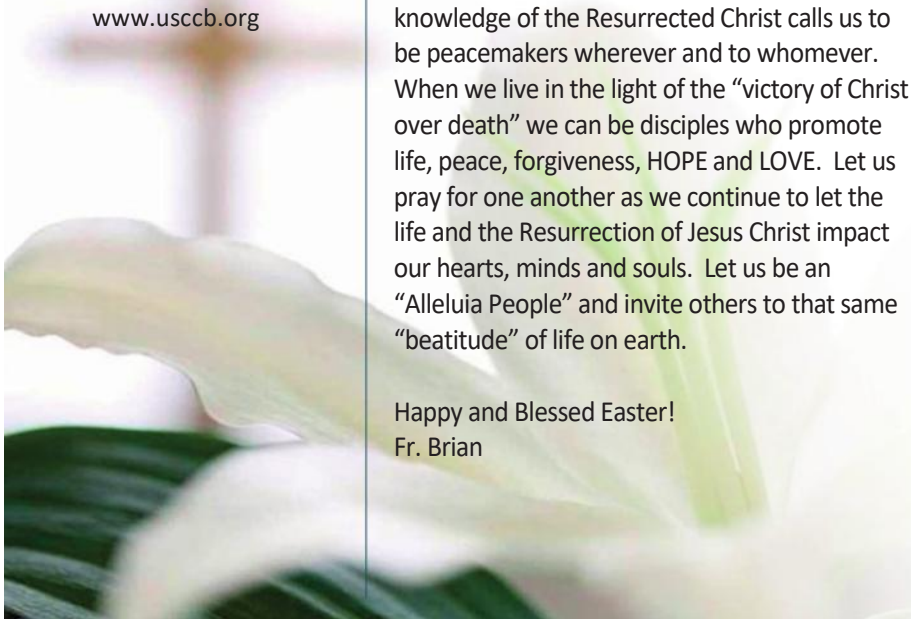 www.usccb.org
knowledge of the Resurrected Christ calls us to
be peacemakers wherever and to whomever.
When we live in the light of the “victory of Christ
over death” we can be disciples who promote
life, peace, forgiveness, HOPE and LOVE.  Let us
pray for one another as we continue to let the
life and the Resurrection of Jesus Christ impact
our hearts, minds and souls.  Let us be an
“Alleluia People” and invite others to that same
“beatitude” of life on earth.
Happy and Blessed Easter!
Fr. Brian